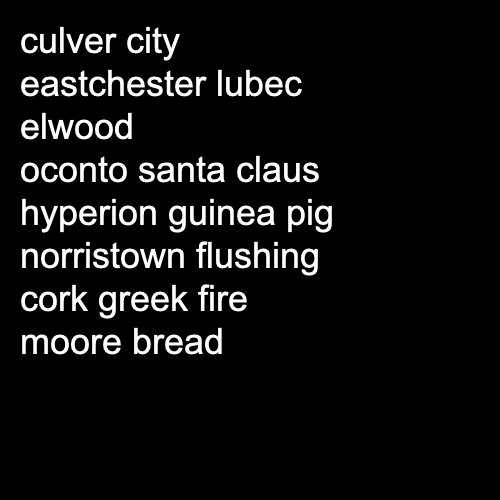 culver city
eastchester lubec
elwood
oconto santa claus
hyperion guinea pig
norristown flushing
cork greek fire
moore bread